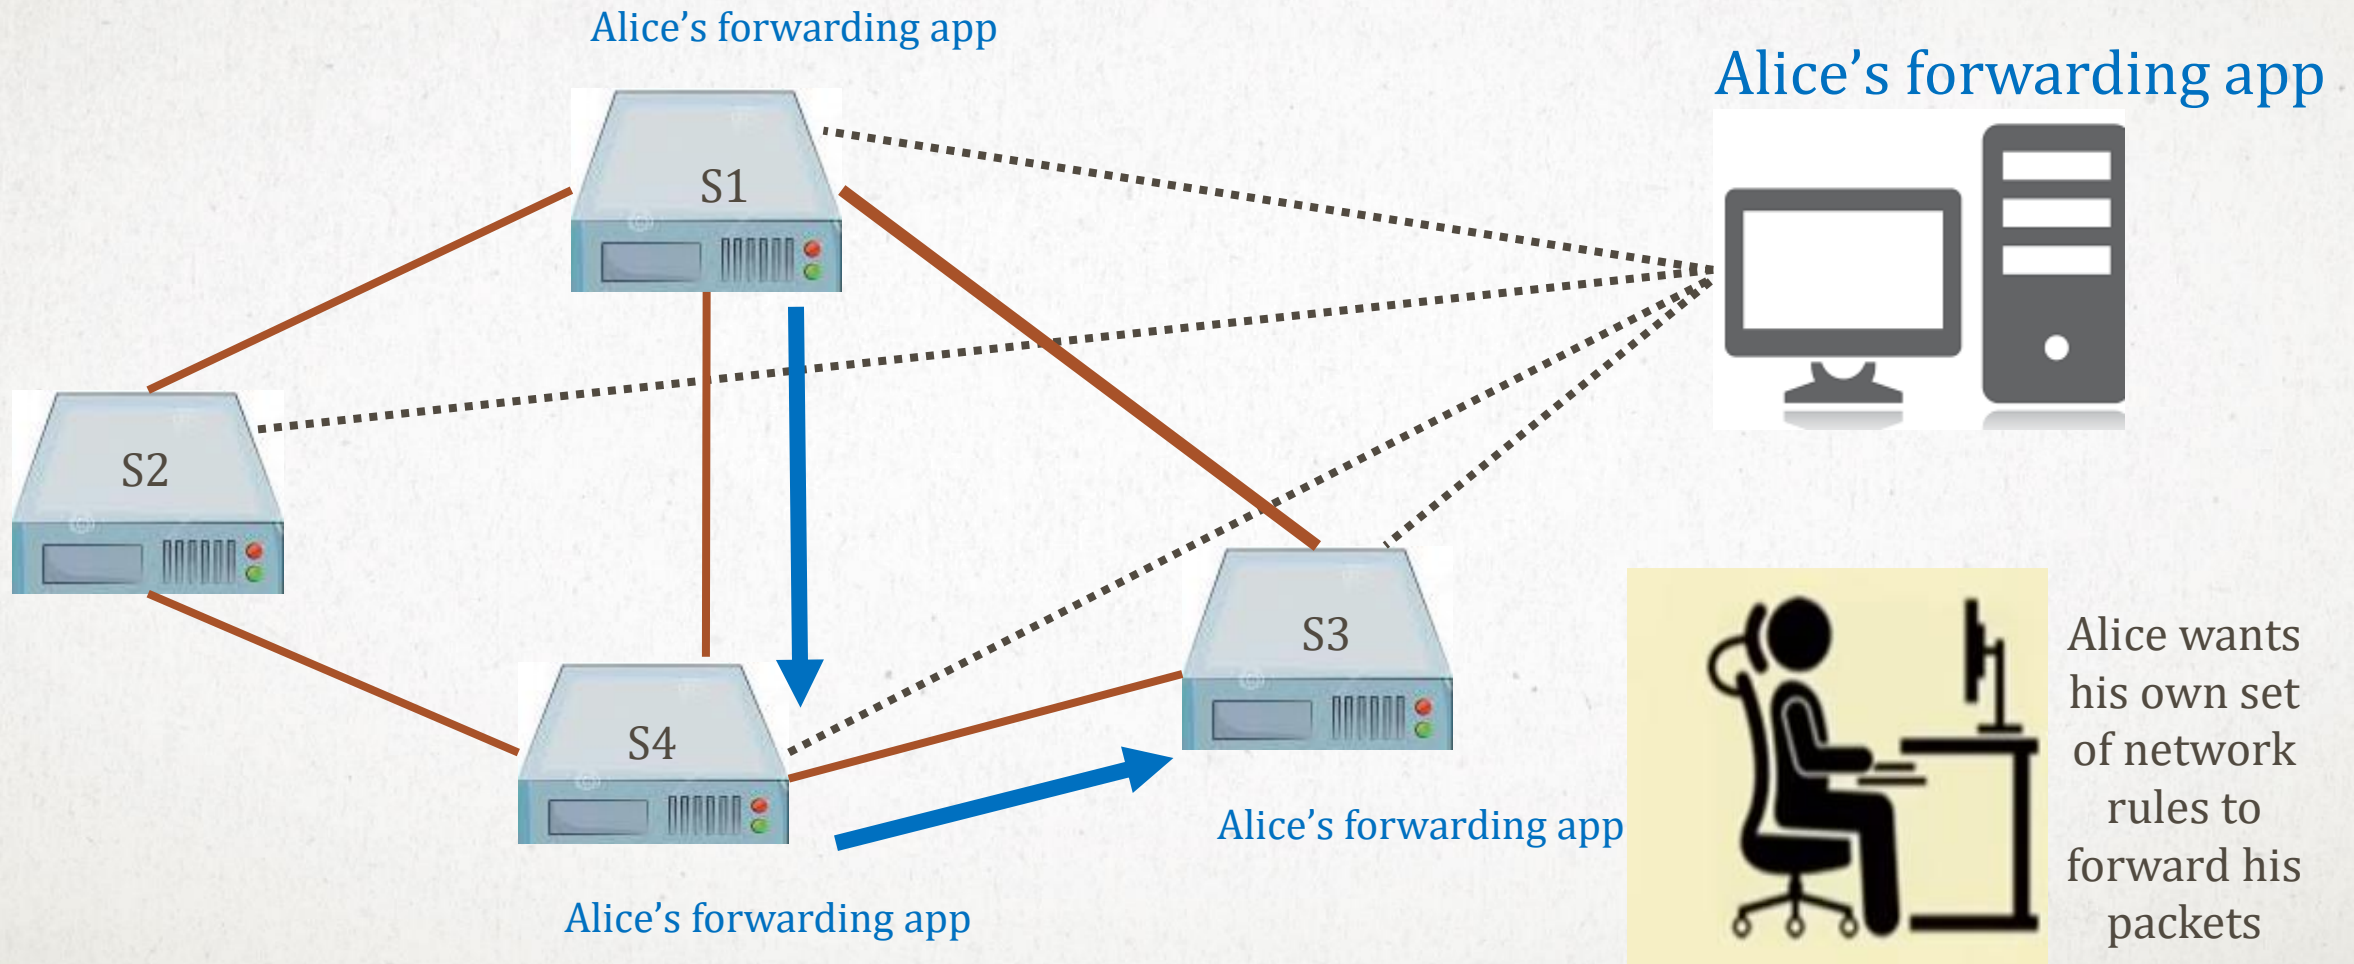 Alice’s forwarding app
Alice’s forwarding app
S1
S2
S3
S4
Alice wants
his own set
of network
rules to
forward his
packets
Alice’s forwarding app
Alice’s forwarding app